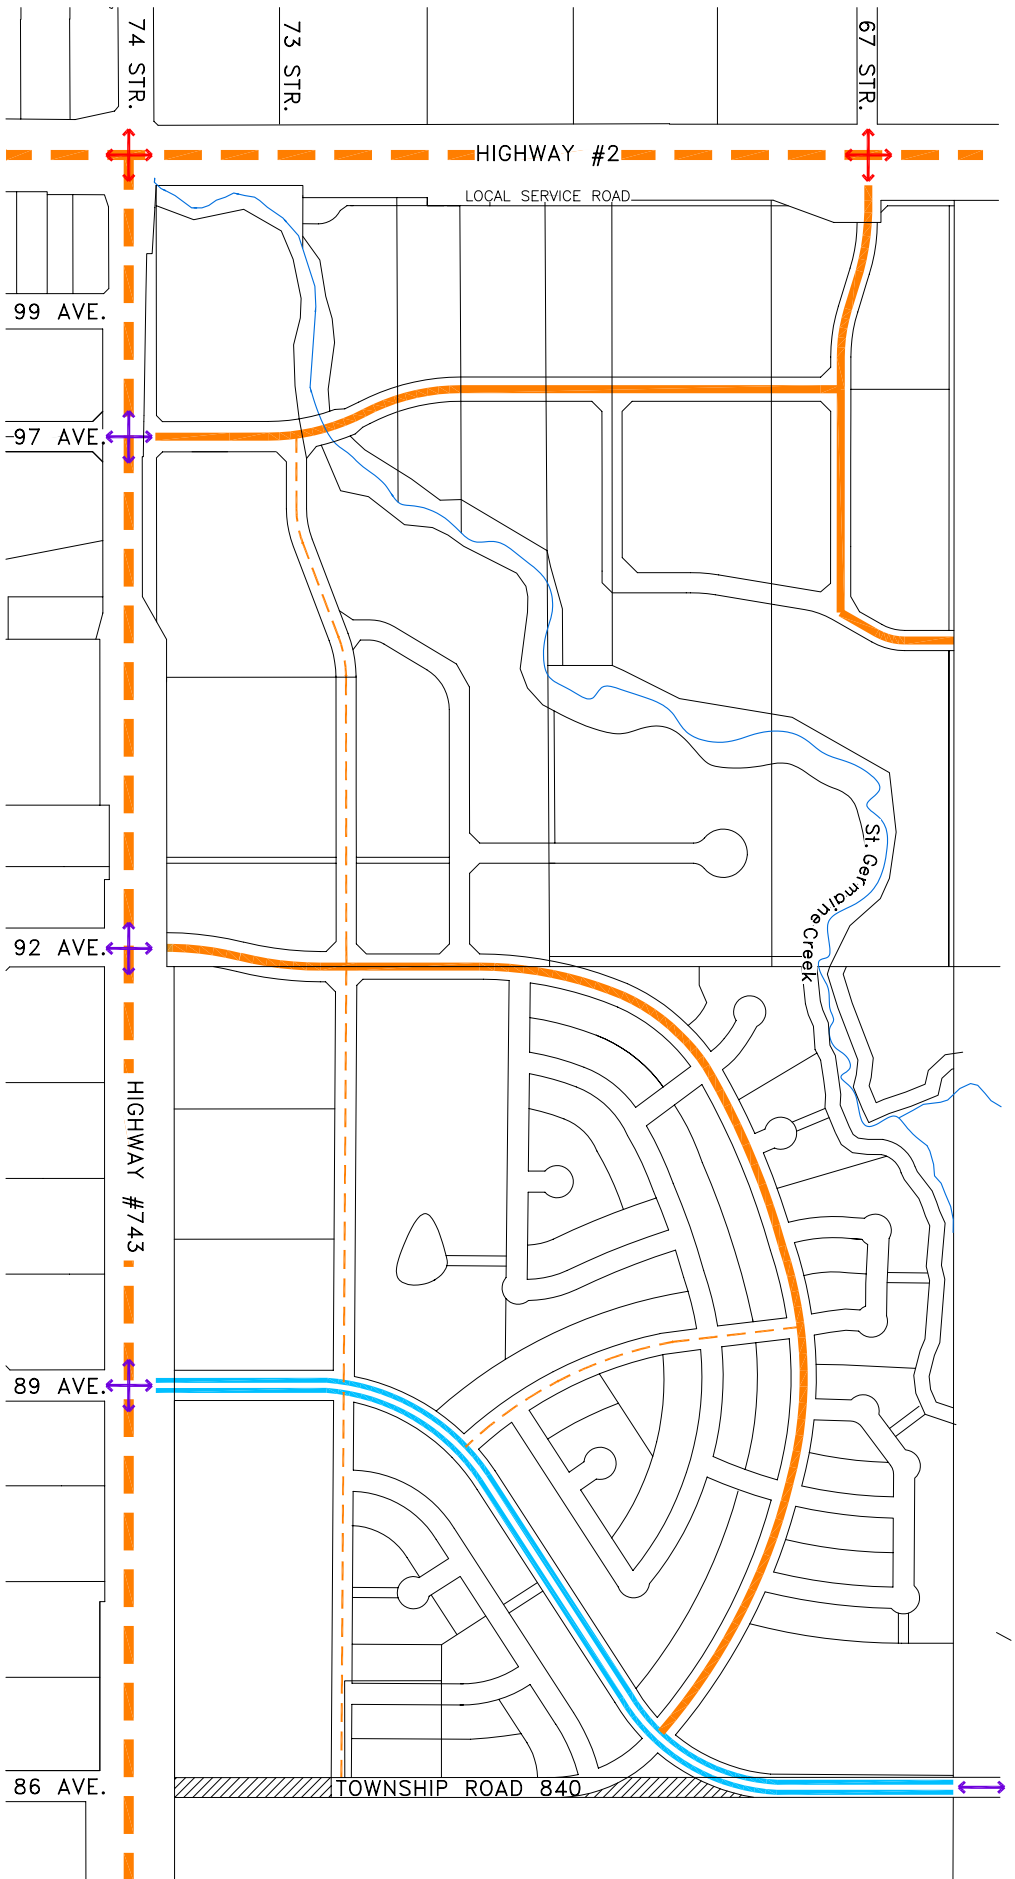 74 STR.
73 STR.
67 STR.
HIGHWAY #2
LOCAL SERVICE ROAD
99 AVE.
97 AVE.
St. Germaine Creek
92 AVE.
HIGHWAY #743
89 AVE.
86 AVE.
TOWNSHIP ROAD 840